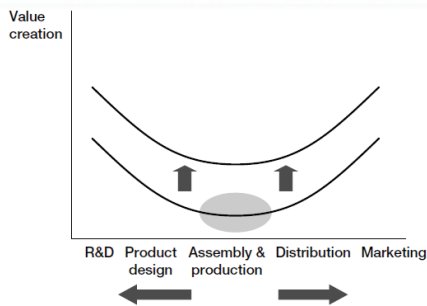 Value
creation
R&D Product Assembly & Distribution Marketing
design production